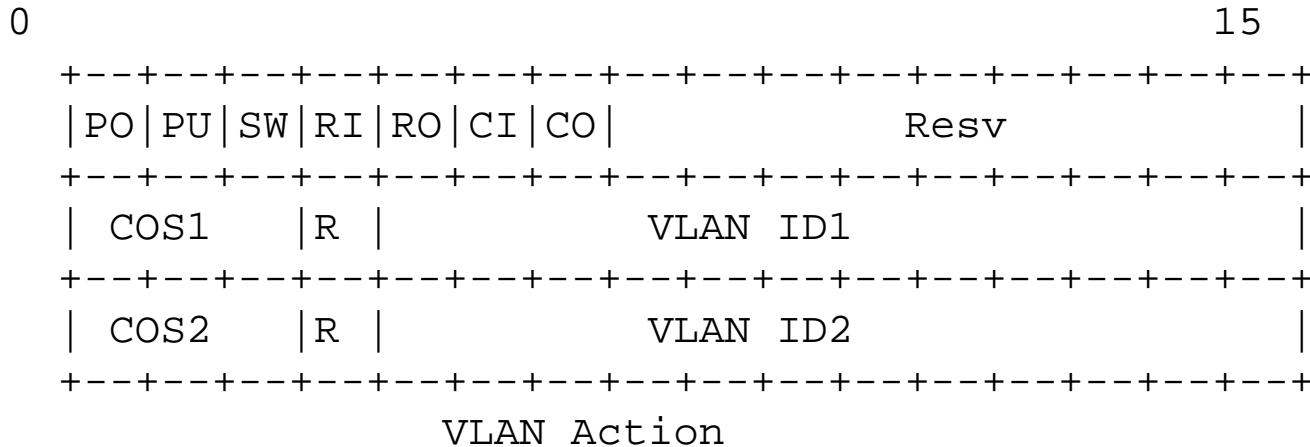 0                                                             15
   +--+--+--+--+--+--+--+--+--+--+--+--+--+--+--+--+
   |PO|PU|SW|RI|RO|CI|CO|           Resv           |
   +--+--+--+--+--+--+--+--+--+--+--+--+--+--+--+--+
   | COS1   |R |          VLAN ID1                 |
   +--+--+--+--+--+--+--+--+--+--+--+--+--+--+--+--+
   | COS2   |R |          VLAN ID2                 |
   +--+--+--+--+--+--+--+--+--+--+--+--+--+--+--+--+
                  VLAN Action